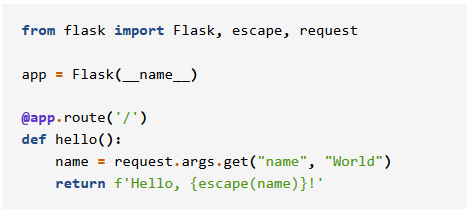 from flask import Flask, escape, request
app = Flask(__name__)
@app.route('/')
def hello():
    name = request.args.get("name", "World")
    return f'Hello, {escape(name)}!'